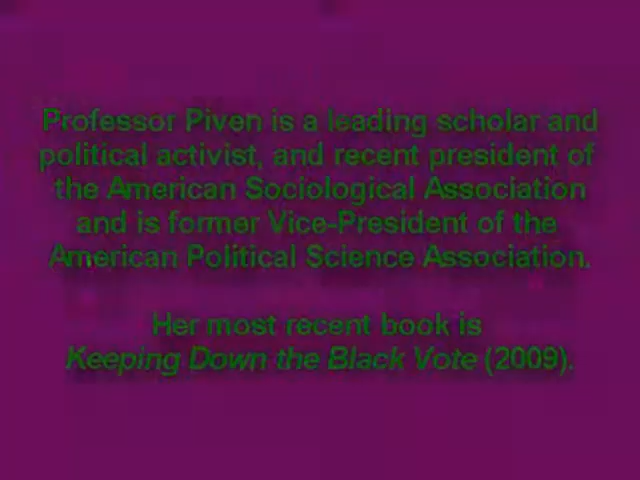 Professor Piven is a leading scholar and
political activist, and recent president of
the American Sociological Association
and is former Vice-President of the
American Political Science Association.
Her most recent book is
Keeping Down the Black Vote (2009).